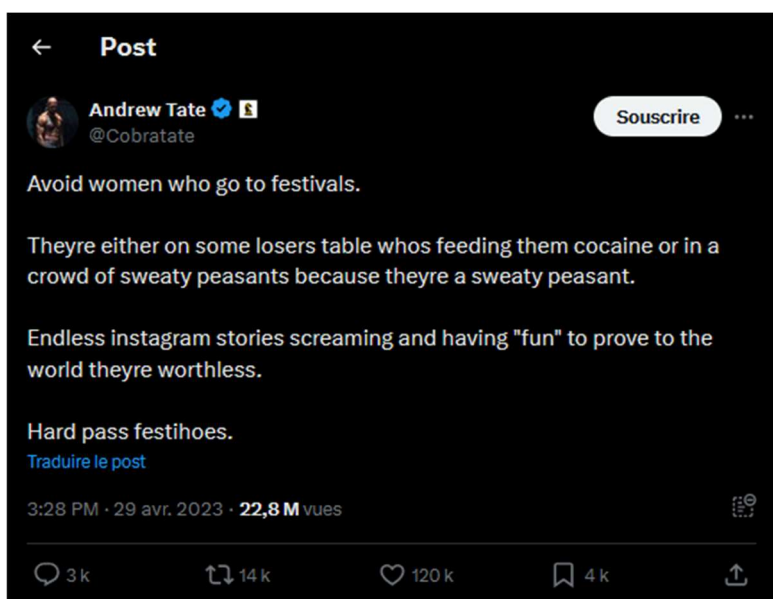 Post
Andrew Tate
@Cobratate
Souscrire
Avoid women who go to festivals.
Theyre either on some losers table whos feeding them cocaine or in a
crowd of sweaty peasants because theyre a sweaty peasant.
Endless instagram stories screaming and having "fun" to prove to the
world theyre worthless.
Hard pass festihoes.
Traduire le post
3:28 PM · 29 avr. 2023 · 22,8 M vues
3 k 14 k 120 k 4 k